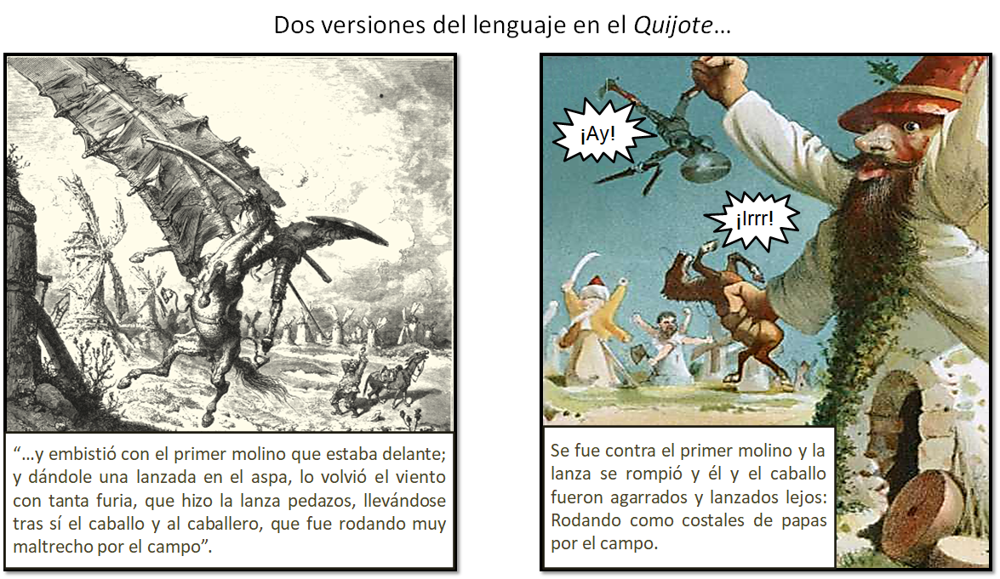 Dos versiones del lenguaje en el Quijote…
“…y embistió con el primer molino que estaba delante;
y dándole una lanzada en el aspa, lo volvió el viento
con tanta furia, que hizo la lanza pedazos, llevándose
tras sí el caballo y al caballero, que fue rodando muy
maltrecho por el campo”.
¡Ay!
¡Irrr!
Se fue contra el primer molino y la
lanza se rompió y él y el caballo
fueron agarrados y lanzados lejos:
Rodando como costales de papas
por el campo.